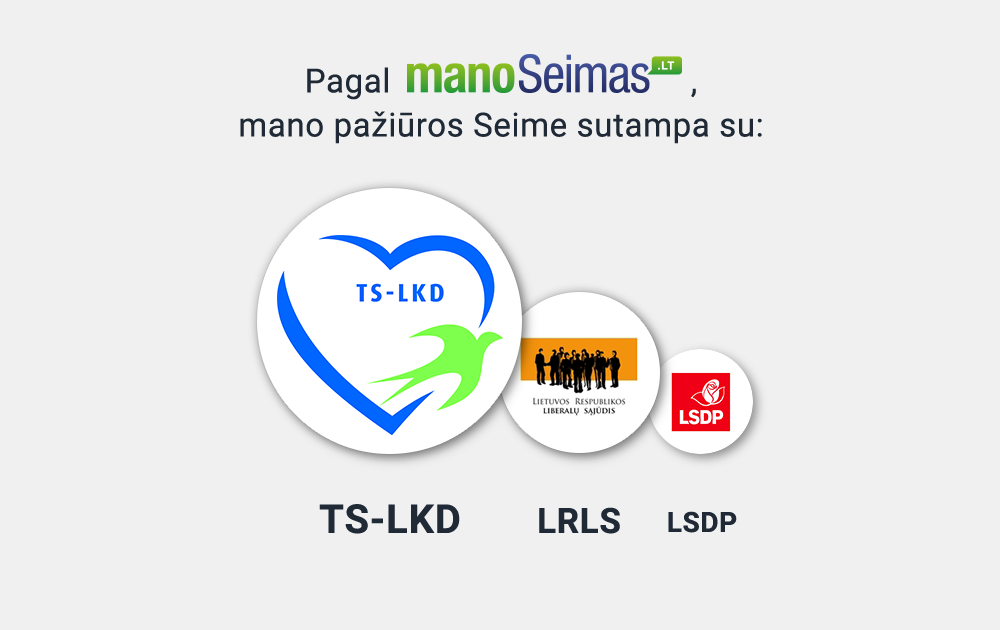 Pagal manoSeimas.LT ,
mano pažiūros Seime sutampa su:
TS-LKD
LIETUVOS RESPUBLIKOS
LIBERALŲ SĄJŪDIS
LSDP
TS-LKD LRLS LSDP